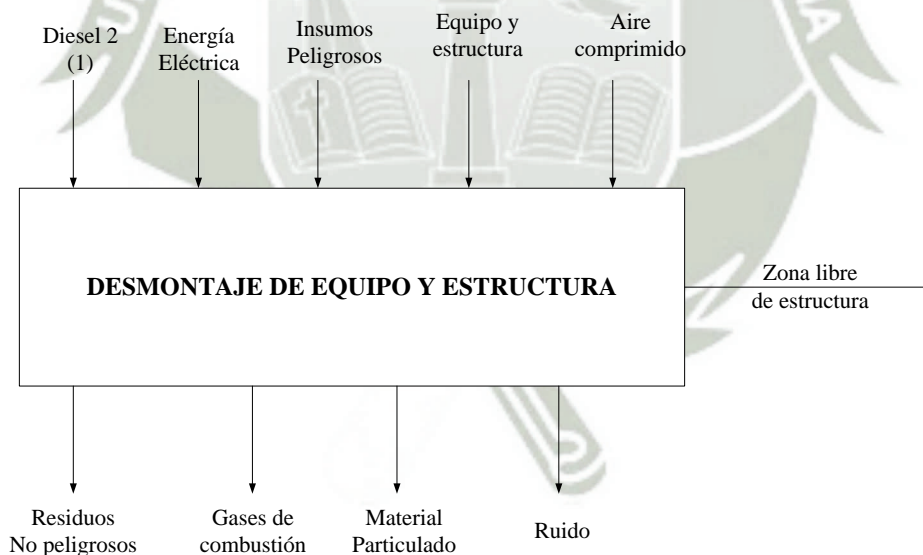 Diesel 2
(1)
Energía
Eléctrica
Insumos
Peligrosos
Equipo y
estructura
Aire
comprimido
DESMONTAJE DE EQUIPO Y ESTRUCTURA
Zona libre
de estructura
Residuos
No peligrosos
Gases de
combustión
Material
Particulado
Ruido